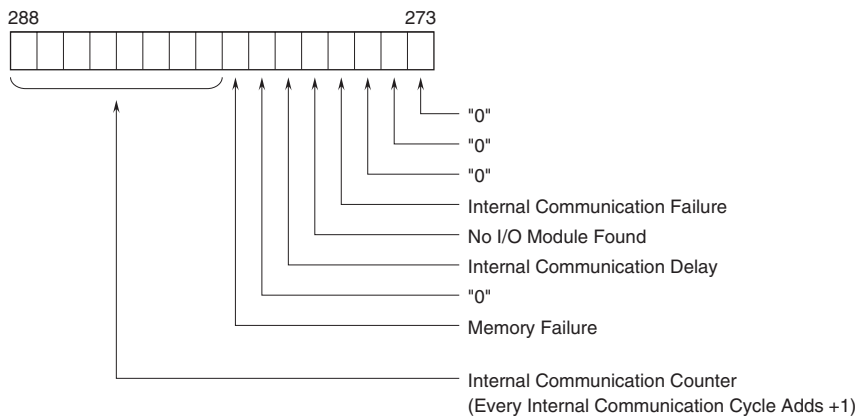 288 273
"0"
"0"
"0"
Internal Communication Failure
No I/O Module Found
Internal Communication Delay
"0"
Memory Failure
Internal Communication Counter
(Every Internal Communication Cycle Adds +1)